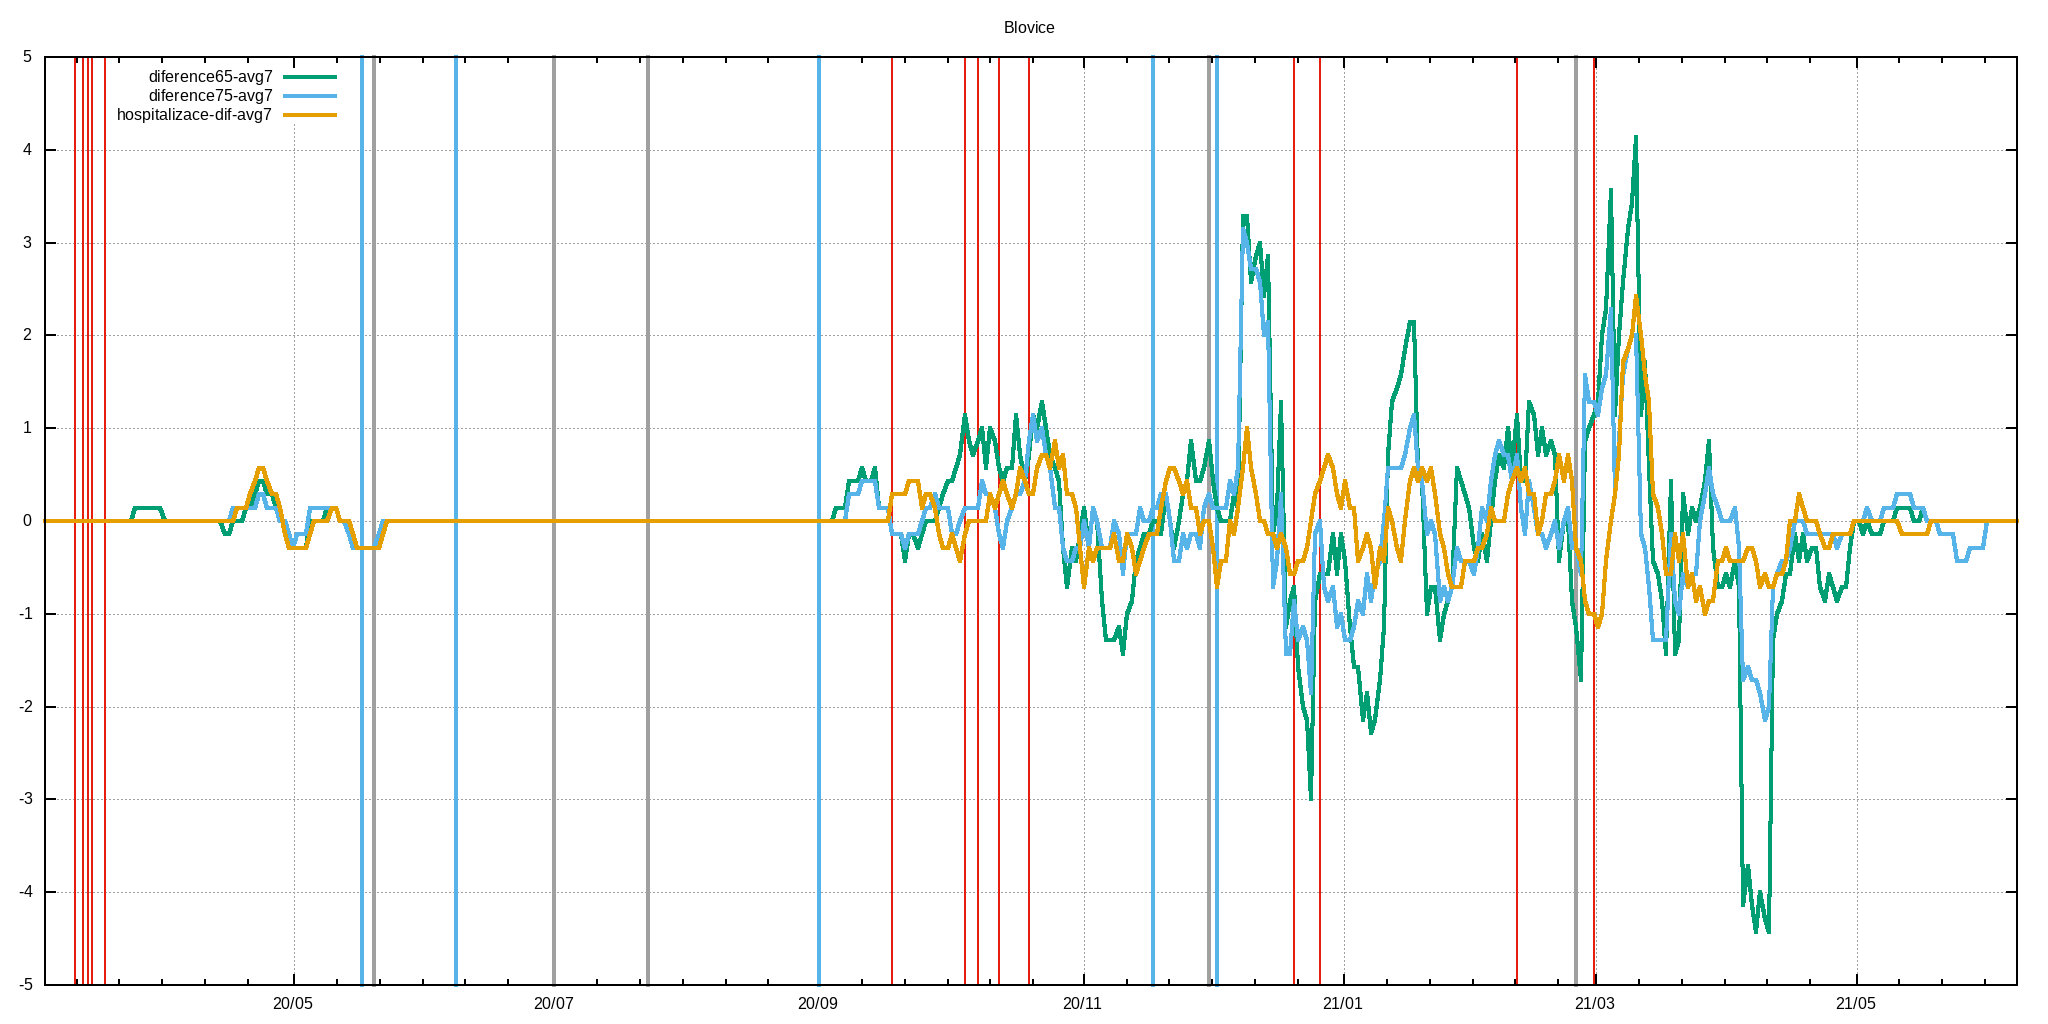 Blovice
diference65-avg7
diference75-avg7
hospitalizace-dif-avg7
5
4
3
2
1
0
-1
-2
-3
-4
-5
20/05 20/07 20/09 20/11 21/01 21/03 21/05